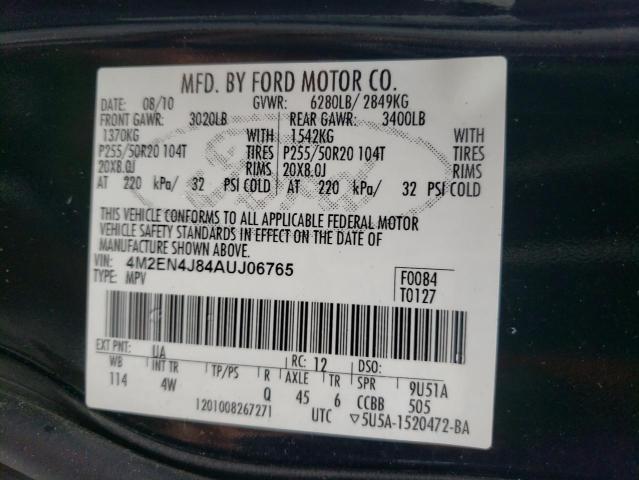 MFD. BY FORD MOTOR CO.
DATE: 08/10 GVWR: 6280LB/ 2849KG
FRONT GAWR: 3020LB REAR GAWR: 3400LB
1370KG WITH 1542KG WITH
P255/50R20 104T TIRES P255/50R20 104T TIRES
20X8.0J RIMS 20X8.0J RIMS
AT 220 kPa/ 32 PSI COLD AT 220 kPa/ 32 PSI COLD
THIS VEHICLE CONFORMS TO ALL APPLICABLE FEDERAL MOTOR
VEHICLE SAFETY STANDARDS IN EFFECT ON THE DATE OF
MANUFACTURE SHOWN ABOVE.
VIN: 4M2EN4J84AUJ06765
TYPE: MPV
F0084
T0127
EXT PNT: UA RC: 12 DSO:
WB INT TR TP/PS R AXLE TR SPR 9U51A
114 4W Q 45 6 CCBB 505
1201008267271 UTC ▽5U5A-1520472-BA